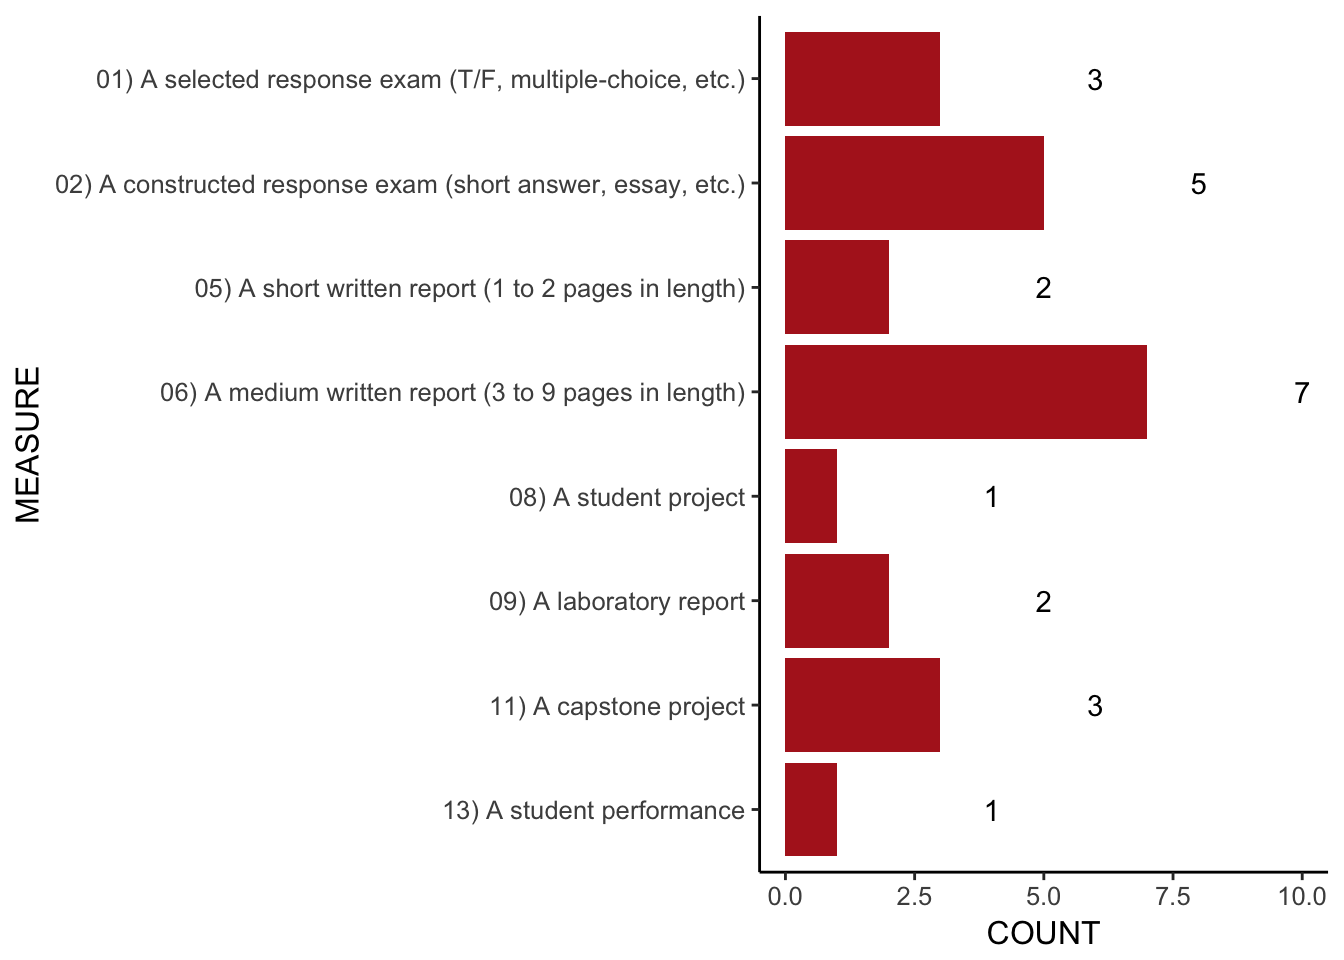 01) A selected response exam (T/F, multiple-choice, etc.)
3
02) A constructed response exam (short answer, essay, etc.)
5
05) A short written report (1 to 2 pages in length)
2
06) A medium written report (3 to 9 pages in length)
7
MEASURE
08) A student project
1
09) A laboratory report
2
11) A capstone project
3
13) A student performance
1
0.0 2.5 5.0 7.5 10.0
COUNT